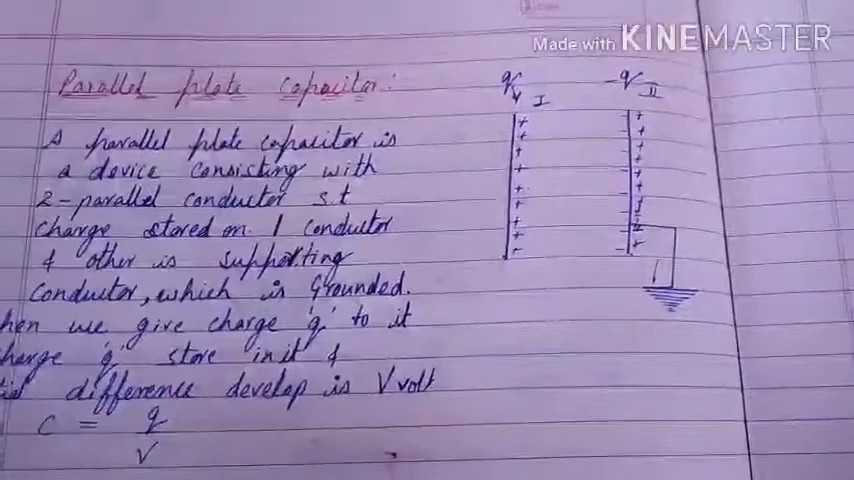 Made with KINEMASTER
Parallel plate capacitor:
A parallel plate capacitor is
a device consisting with
2-parallel conductor s.t
charge stored on 1 conductor
& other is supporting
conductor, which is Grounded.
hen we give charge 'q' to it
charge 'q' store in it &
difference develop is V volt
C = q
V
q -q
V I II